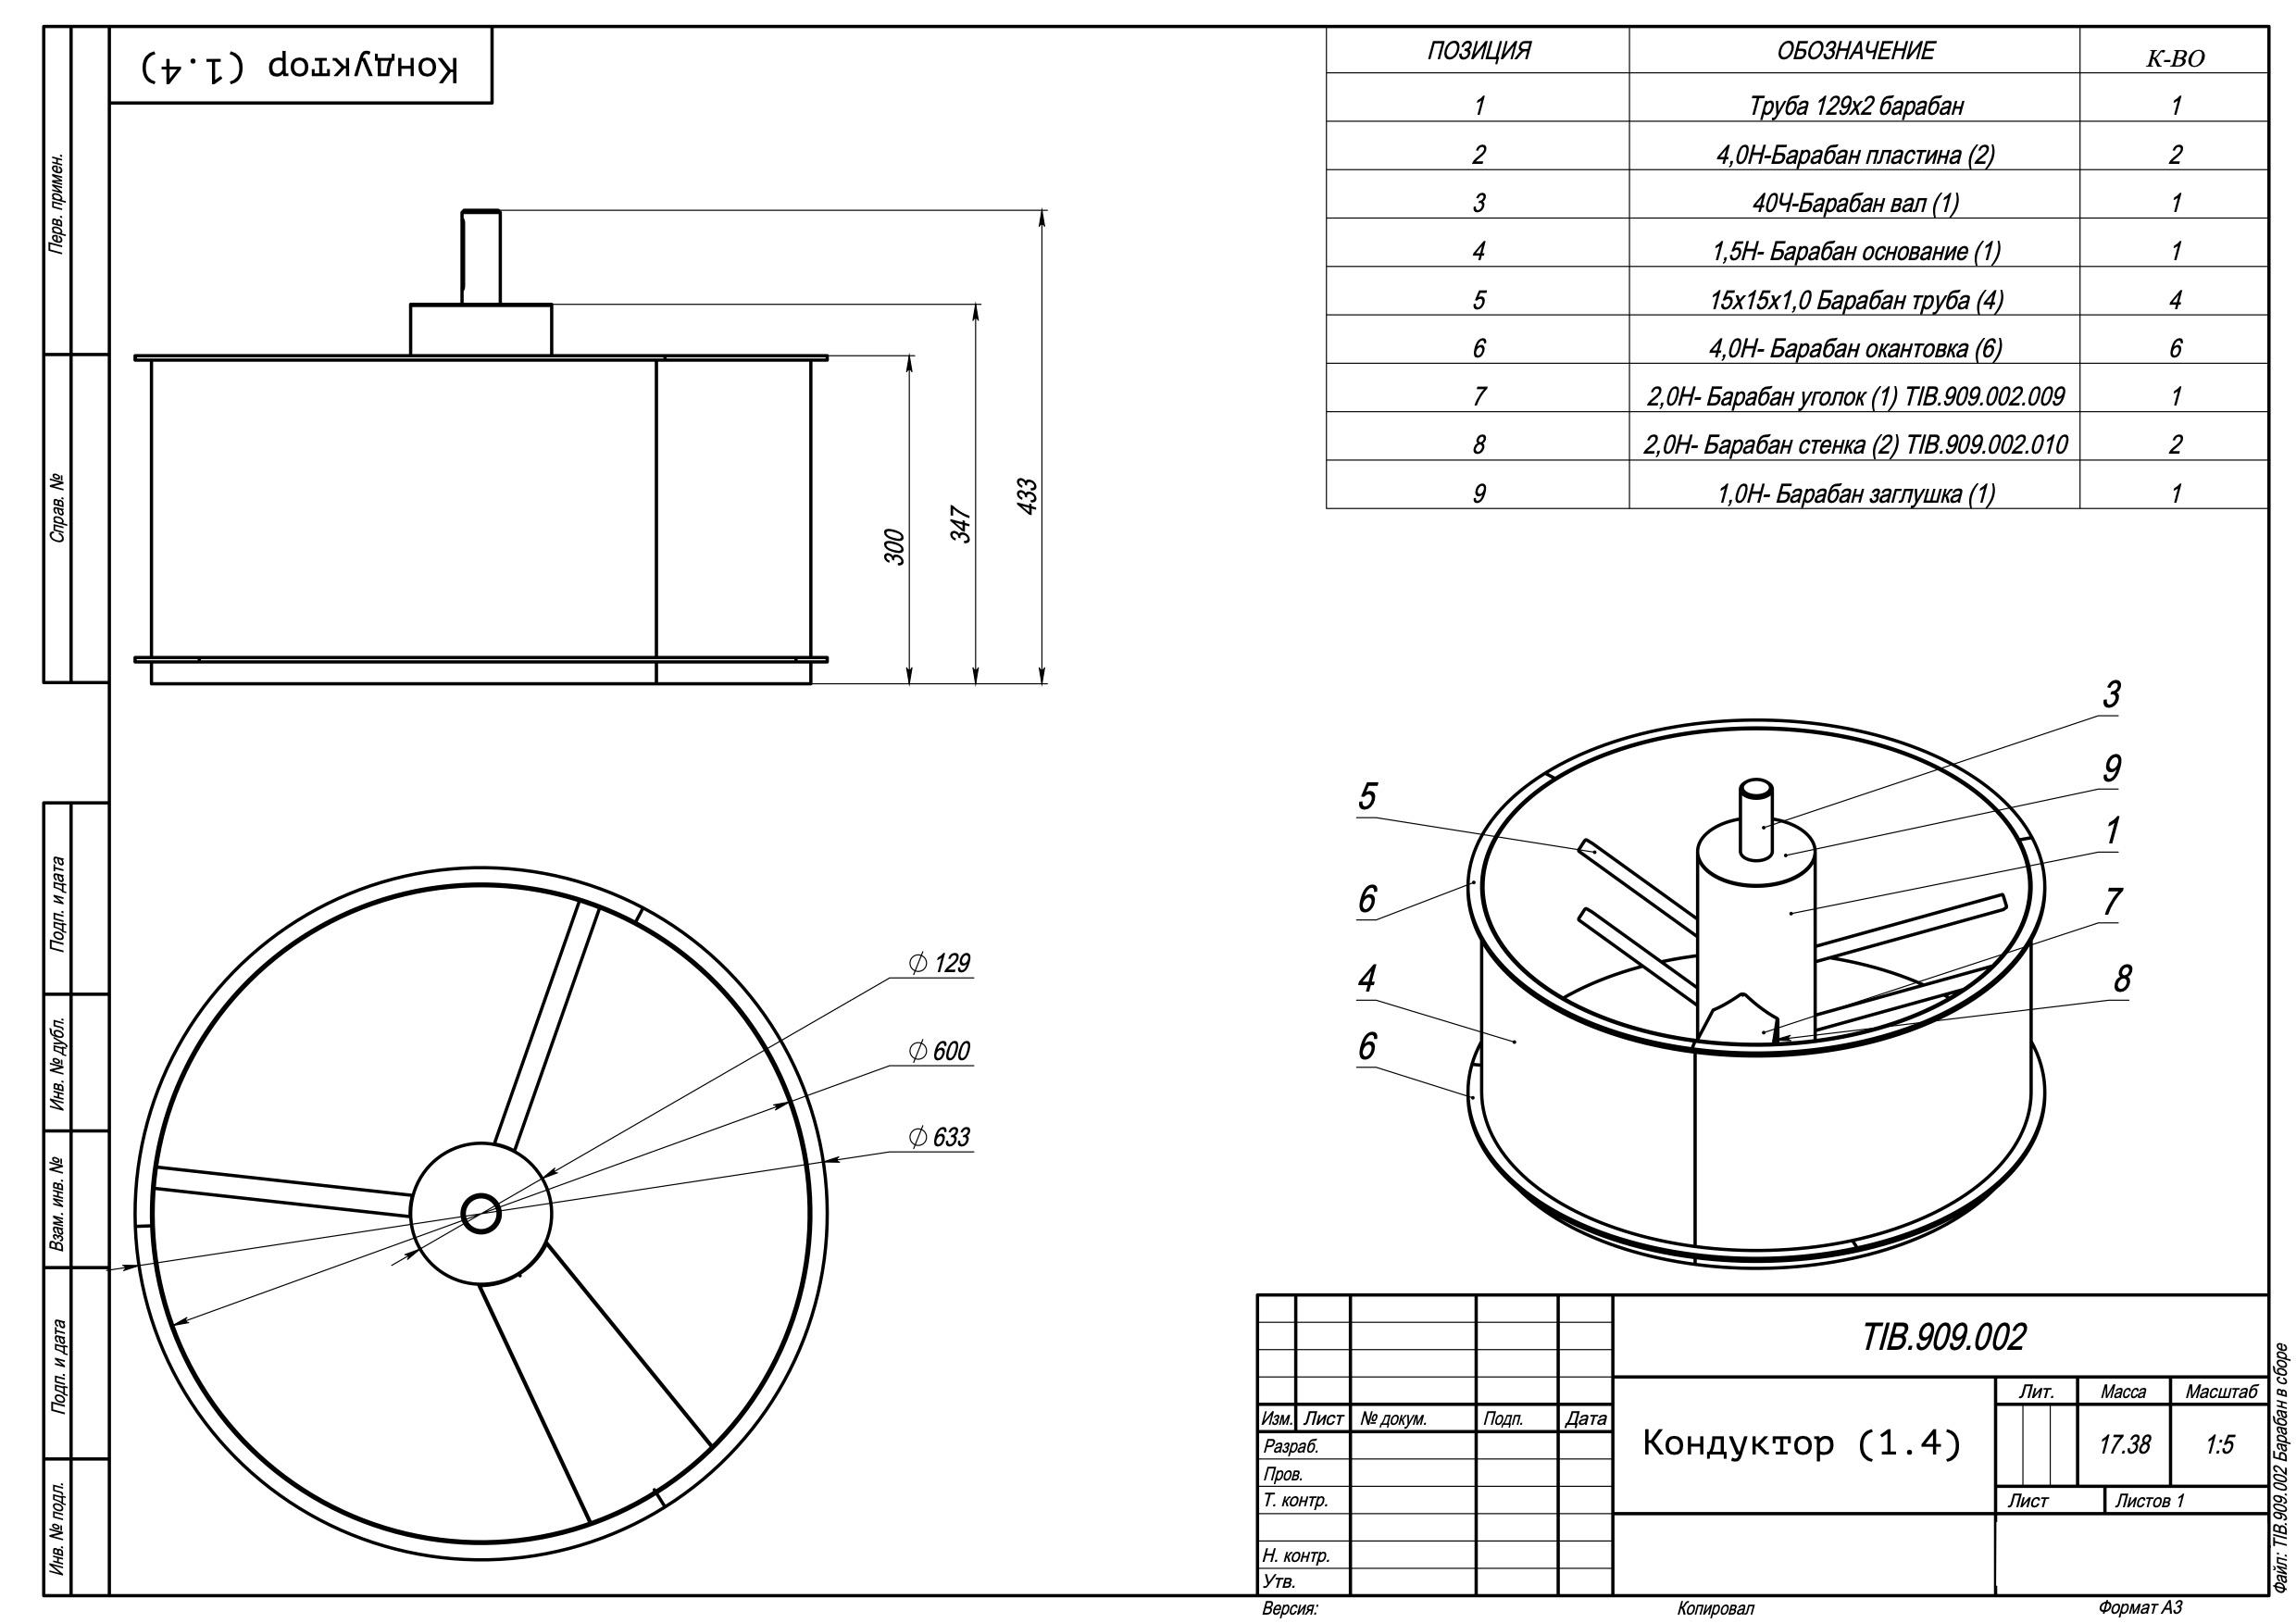 Кондуктор (1.4)
ПОЗИЦИЯ ОБОЗНАЧЕНИЕ К-ВО
1 Труба 129х2 барабан 1
2 4,0Н-Барабан пластина (2) 2
3 40Ч-Барабан вал (1) 1
4 1,5Н- Барабан основание (1) 1
5 15х15х1,0 Барабан труба (4) 4
6 4,0Н- Барабан окантовка (6) 6
7 2,0Н- Барабан уголок (1) TIB.909.002.009 1
8 2,0Н- Барабан стенка (2) TIB.909.002.010 2
9 1,0Н- Барабан заглушка (1) 1
Перв. примен.
Справ. №
Подп. и дата
Инв. № дубл.
Взам. инв. №
Подп. и дата
Инв. № подл.
300
347
433
∅ 129
∅ 600
∅ 633
3
9
1
7
8
5
6
4
6
TIB.909.002
Лит. Масса Масштаб
Изм. Лист № докум. Подп. Дата
Кондуктор (1.4)
17.38 1:5
Разраб.
Пров.
Т. контр.
Лист Листов 1
Н. контр.
Утв.
Версия: Копировал Формат А3
Файл: TIB.909.002 Барабан в сборе